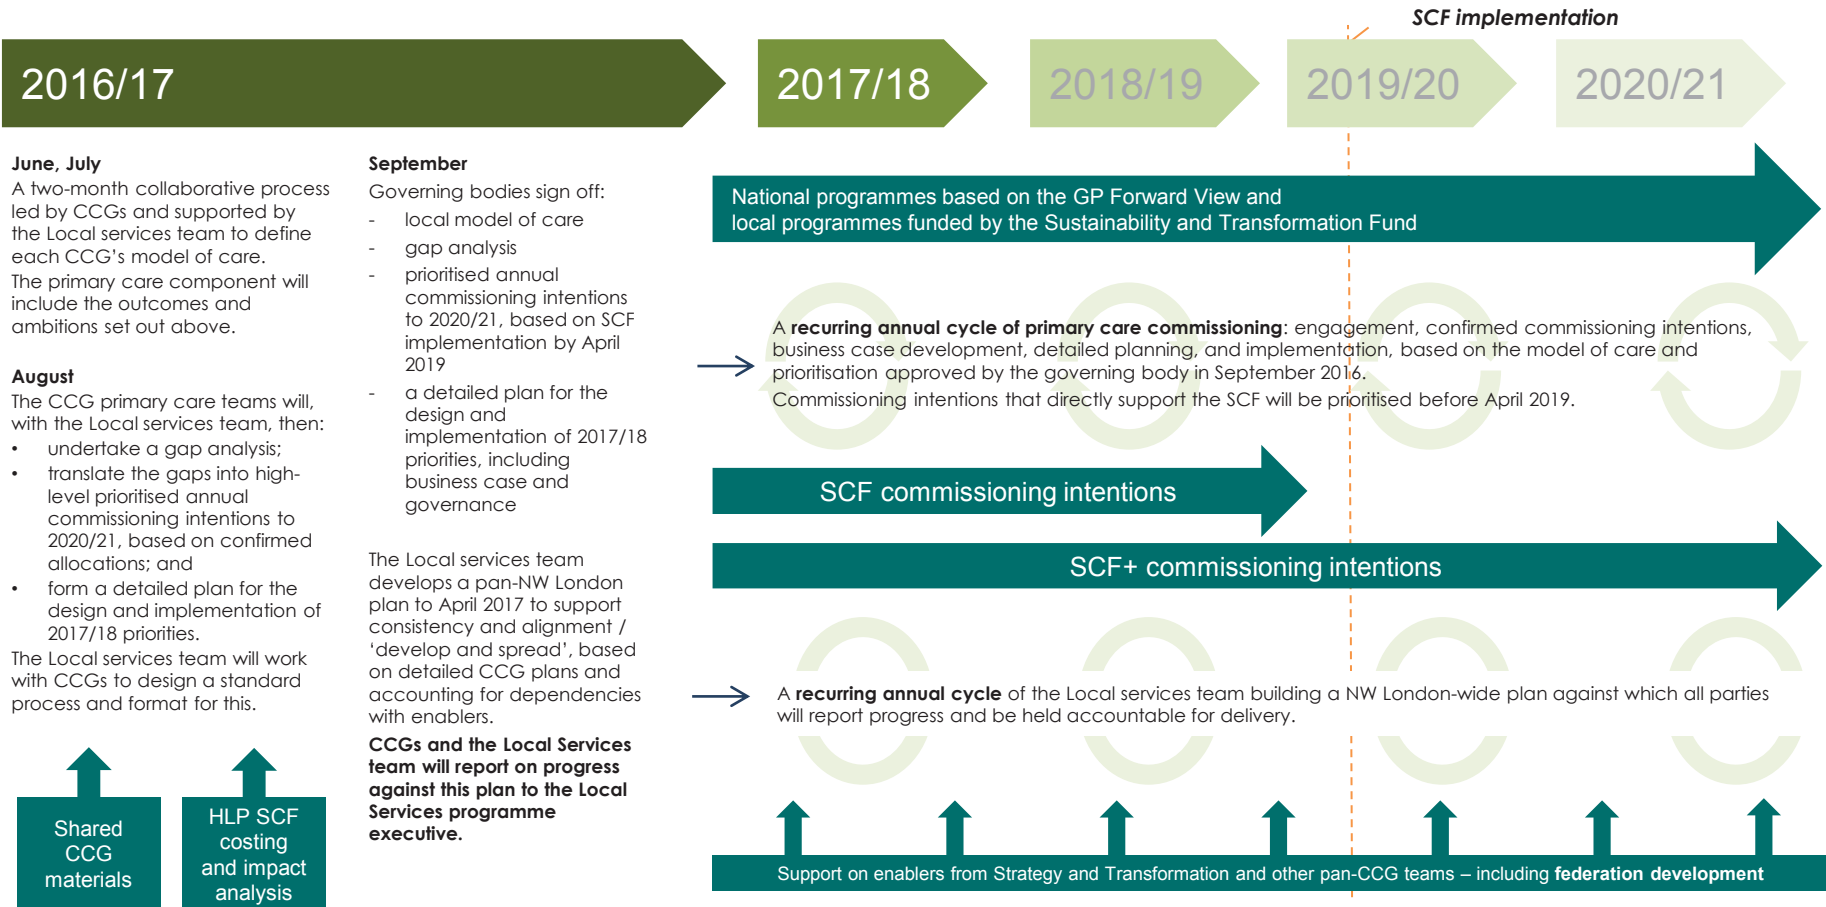 SCF implementation
2016/17
2017/18
2018/19
2019/20
2020/21
June, July
A two-month collaborative process
led by CCGs and supported by
the Local services team to define
each CCG's model of care.
The primary care component will
include the outcomes and
ambitions set out above.
August
The CCG primary care teams will,
with the Local services team, then:
• undertake a gap analysis;
• translate the gaps into high-
level prioritised annual
commissioning intentions to
2020/21, based on confirmed
allocations; and
• form a detailed plan for the
design and implementation of
2017/18 priorities.
The Local services team will work
with CCGs to design a standard
process and format for this.
Shared
CCG
materials
HLP SCF
costing
and impact
analysis
September
Governing bodies sign off:
- local model of care
- gap analysis
- prioritised annual
commissioning intentions
to 2020/21, based on SCF
implementation by April
2019
- a detailed plan for the
design and
implementation of 2017/18
priorities, including
business case and
governance
The Local services team
develops a pan-NW London
plan to April 2017 to support
consistency and alignment /
'develop and spread', based
on detailed CCG plans and
accounting for dependencies
with enablers.
CCGs and the Local Services
team will report on progress
against this plan to the Local
Services programme
executive.
National programmes based on the GP Forward View and
local programmes funded by the Sustainability and Transformation Fund
A recurring annual cycle of primary care commissioning: engagement, confirmed commissioning intentions,
business case development, detailed planning, and implementation, based on the model of care and
prioritisation approved by the governing body in September 2016.
Commissioning intentions that directly support the SCF will be prioritised before April 2019.
SCF commissioning intentions
SCF+ commissioning intentions
A recurring annual cycle of the Local services team building a NW London-wide plan against which all parties
will report progress and be held accountable for delivery.
Support on enablers from Strategy and Transformation and other pan-CCG teams – including federation development